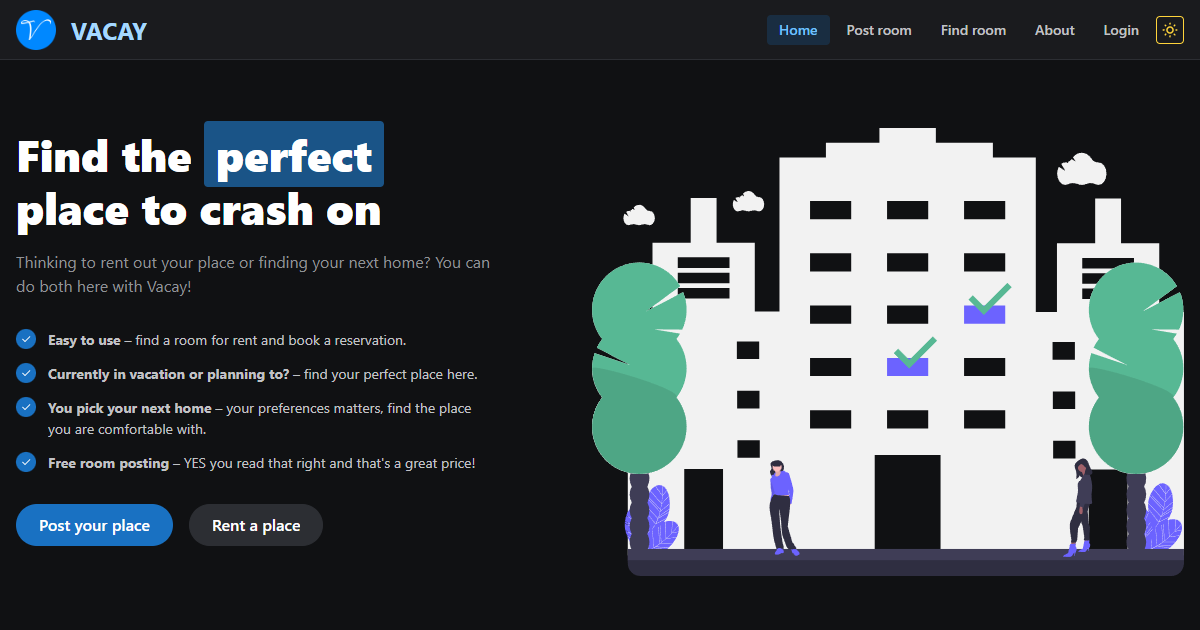 VACAY
Home Post room Find room About Login
Find the perfect
place to crash on
Thinking to rent out your place or finding your next home? You can
do both here with Vacay!
Easy to use – find a room for rent and book a reservation.
Currently in vacation or planning to? – find your perfect place here.
You pick your next home – your preferences matters, find the place
you are comfortable with.
Free room posting – YES you read that right and that's a great price!
Post your place Rent a place